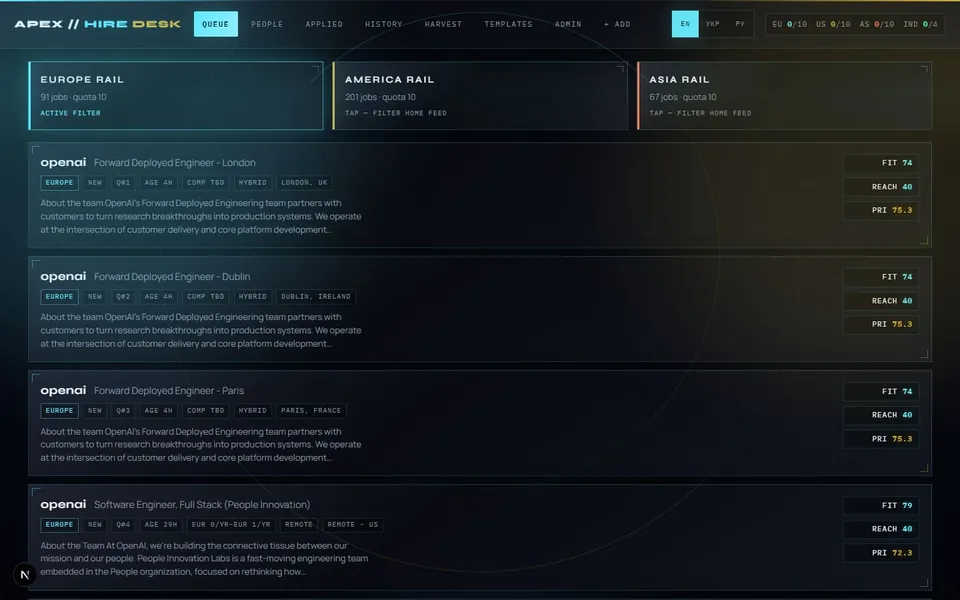 APEX // HIRE DESK QUEUE PEOPLE APPLIED HISTORY HARVEST TEMPLATES ADMIN + ADD EN УКР РУ EU 0/10 US 0/10 AS 0/10 IND 0/4
EUROPE RAIL
91 jobs · quota 10
ACTIVE FILTER
AMERICA RAIL
201 jobs · quota 10
TAP — FILTER HOME FEED
ASIA RAIL
67 jobs · quota 10
TAP — FILTER HOME FEED
openai Forward Deployed Engineer - London
EUROPE NEW Q#1 AGE 4H COMP TBD HYBRID LONDON, UK
About the team OpenAI's Forward Deployed Engineering team partners with
customers to turn research breakthroughs into production systems. We operate
at the intersection of customer delivery and core platform development…
FIT 74
REACH 40
PRI 75.3
openai Forward Deployed Engineer - Dublin
EUROPE NEW Q#2 AGE 4H COMP TBD HYBRID DUBLIN, IRELAND
About the team OpenAI's Forward Deployed Engineering team partners with
customers to turn research breakthroughs into production systems. We operate
at the intersection of customer delivery and core platform development…
FIT 74
REACH 40
PRI 75.3
openai Forward Deployed Engineer - Paris
EUROPE NEW Q#3 AGE 4H COMP TBD HYBRID PARIS, FRANCE
About the team OpenAI's Forward Deployed Engineering team partners with
customers to turn research breakthroughs into production systems. We operate
at the intersection of customer delivery and core platform development…
FIT 74
REACH 40
PRI 75.3
openai Software Engineer, Full Stack (People Innovation)
EUROPE NEW Q#4 AGE 29H EUR 0/YR–EUR 1/YR REMOTE REMOTE - US
About the Team At OpenAI, we're building the connective tissue between our
mission and our people. People Innovation Labs is a fast-moving engineering team
embedded in the People organization, focused on rethinking how…
FIT 79
REACH 40
PRI 72.3
N